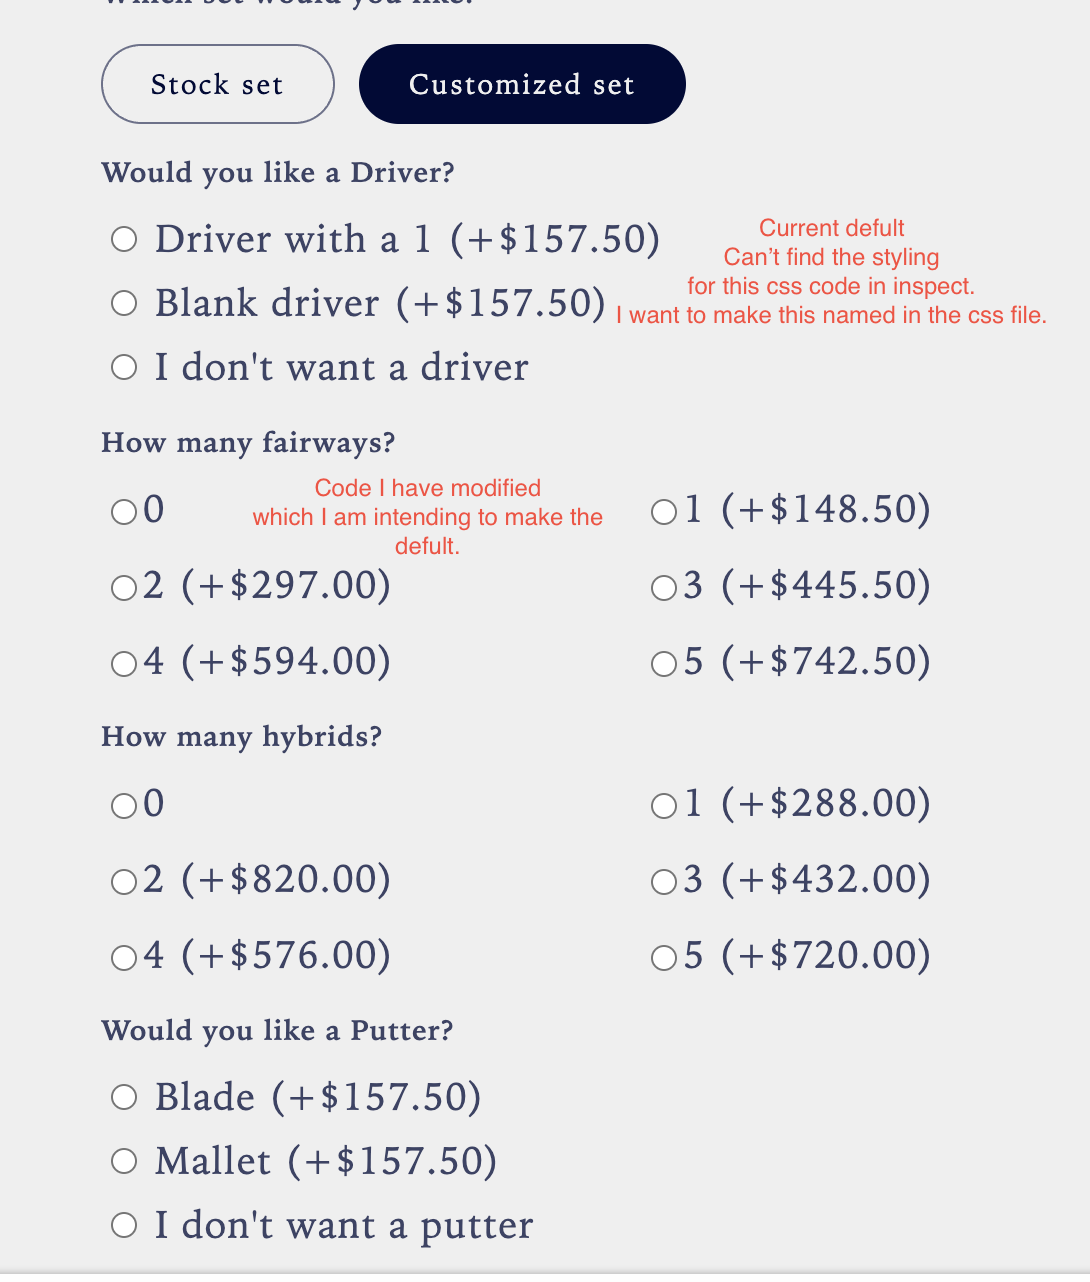 Which set would you like?
Stock set
Customized set
Would you like a Driver?
Driver with a 1 (+$157.50)
Blank driver (+$157.50)
I don't want a driver
Current defult
Can't find the styling
for this css code in inspect.
I want to make this named in the css file.
How many fairways?
0
1 (+$148.50)
2 (+$297.00)
3 (+$445.50)
4 (+$594.00)
5 (+$742.50)
Code I have modified
which I am intending to make the
defult.
How many hybrids?
0
1 (+$288.00)
2 (+$820.00)
3 (+$432.00)
4 (+$576.00)
5 (+$720.00)
Would you like a Putter?
Blade (+$157.50)
Mallet (+$157.50)
I don't want a putter